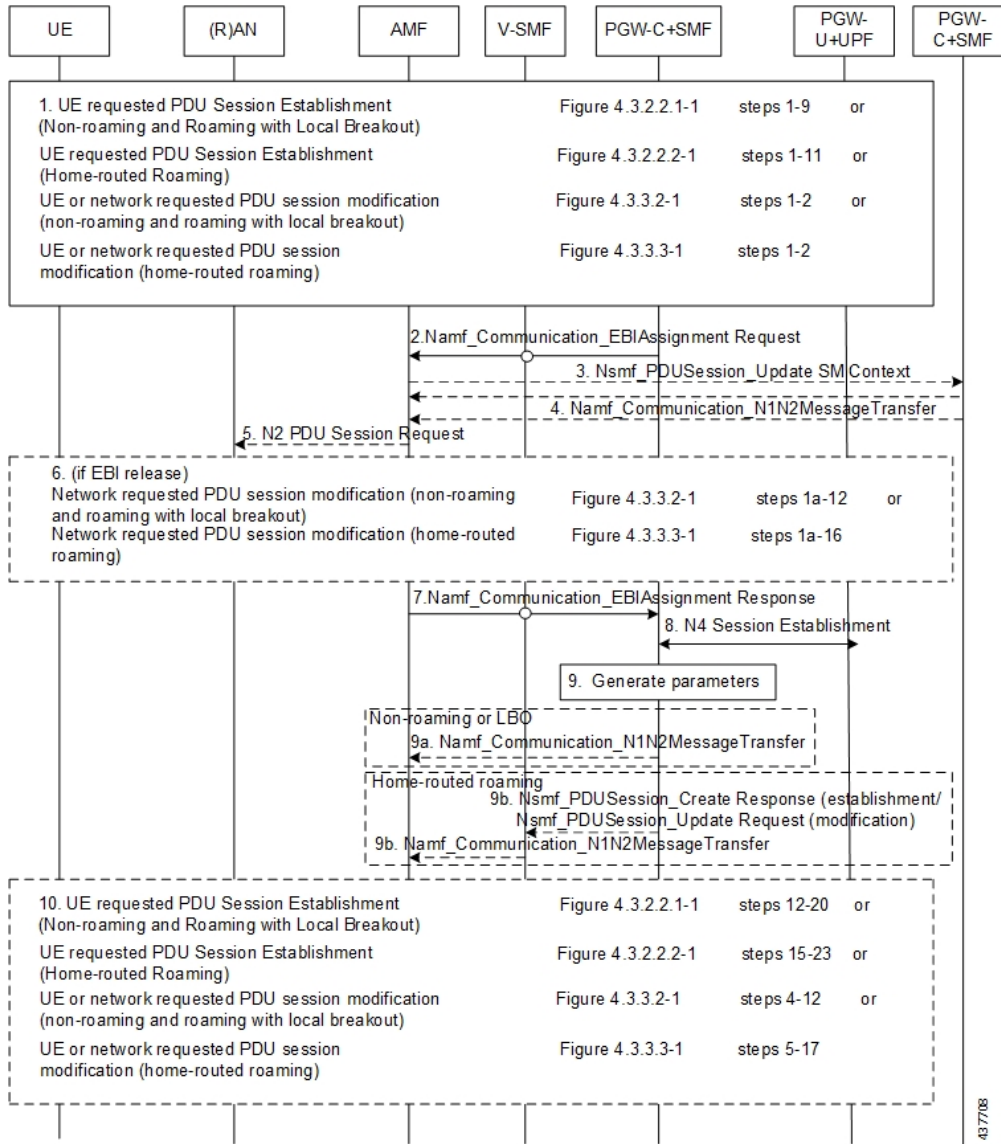 UE
(R)AN
AMF
V-SMF
PGW-C+SMF
PGW-
U+UPF
PGW-
C+SMF
1. UE requested PDU Session Establishment Figure 4.3.2.2.1-1 steps 1-9 or
(Non-roaming and Roaming with Local Breakout)
UE requested PDU Session Establishment Figure 4.3.2.2.2-1 steps 1-11 or
(Home-routed Roaming)
UE or network requested PDU session modification Figure 4.3.3.2-1 steps 1-2 or
(non-roaming and roaming with local breakout)
UE or network requested PDU session Figure 4.3.3.3-1 steps 1-2
modification (home-routed roaming)
2.Namf_Communication_EBIAssignment Request
3. Nsmf_PDUSession_Update SM Context
4. Namf_Communication_N1N2MessageTransfer
5. N2 PDU Session Request
6. (if EBI release)
Network requested PDU session modification (non-roaming Figure 4.3.3.2-1 steps 1a-12 or
and roaming with local breakout)
Network requested PDU session modification (home-routed Figure 4.3.3.3-1 steps 1a-16
roaming)
7.Namf_Communication_EBIAssignment Response
8. N4 Session Establishment
9. Generate parameters
Non-roaming or LBO
9a. Namf_Communication_N1N2MessageTransfer
Home-routed roaming
9b. Nsmf_PDUSession_Create Response (establishment/
Nsmf_PDUSession_Update Request (modification)
9b. Namf_Communication_N1N2MessageTransfer
10. UE requested PDU Session Establishment Figure 4.3.2.2.1-1 steps 12-20 or
(Non-roaming and Roaming with Local Breakout)
UE requested PDU Session Establishment Figure 4.3.2.2.2-1 steps 15-23 or
(Home-routed Roaming)
UE or network requested PDU session modification Figure 4.3.3.2-1 steps 4-12 or
(non-roaming and roaming with local breakout)
UE or network requested PDU session Figure 4.3.3.3-1 steps 5-17
modification (home-routed roaming)
437708